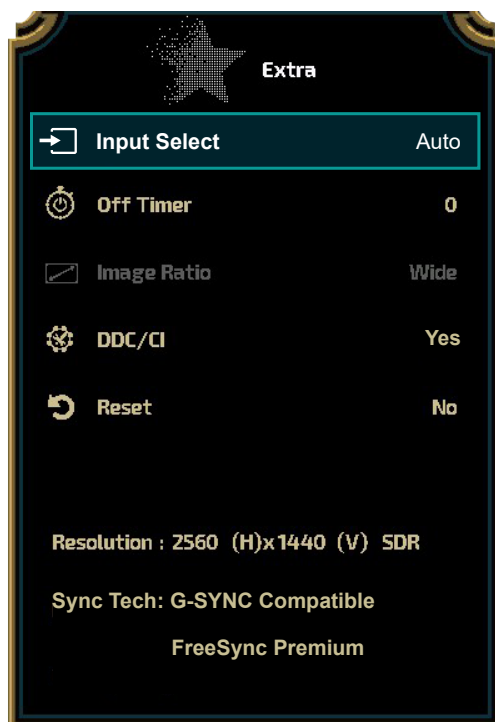 Extra
Input Select Auto
Off Timer 0
Image Ratio Wide
DDC/CI Yes
Reset No
Resolution : 2560 (H)x1440 (V) SDR
Sync Tech: G-SYNC Compatible
FreeSync Premium